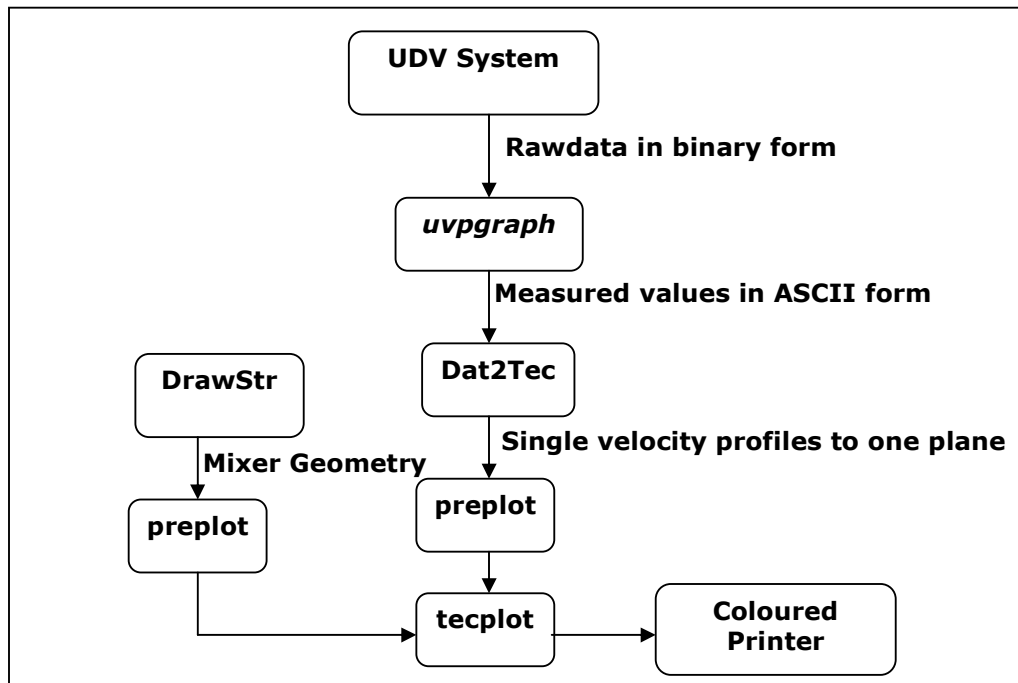 UDV System
Rawdata in binary form
uvpgraph
Measured values in ASCII form
DrawStr
Dat2Tec
Mixer Geometry
Single velocity profiles to one plane
preplot
preplot
tecplot
Coloured
Printer